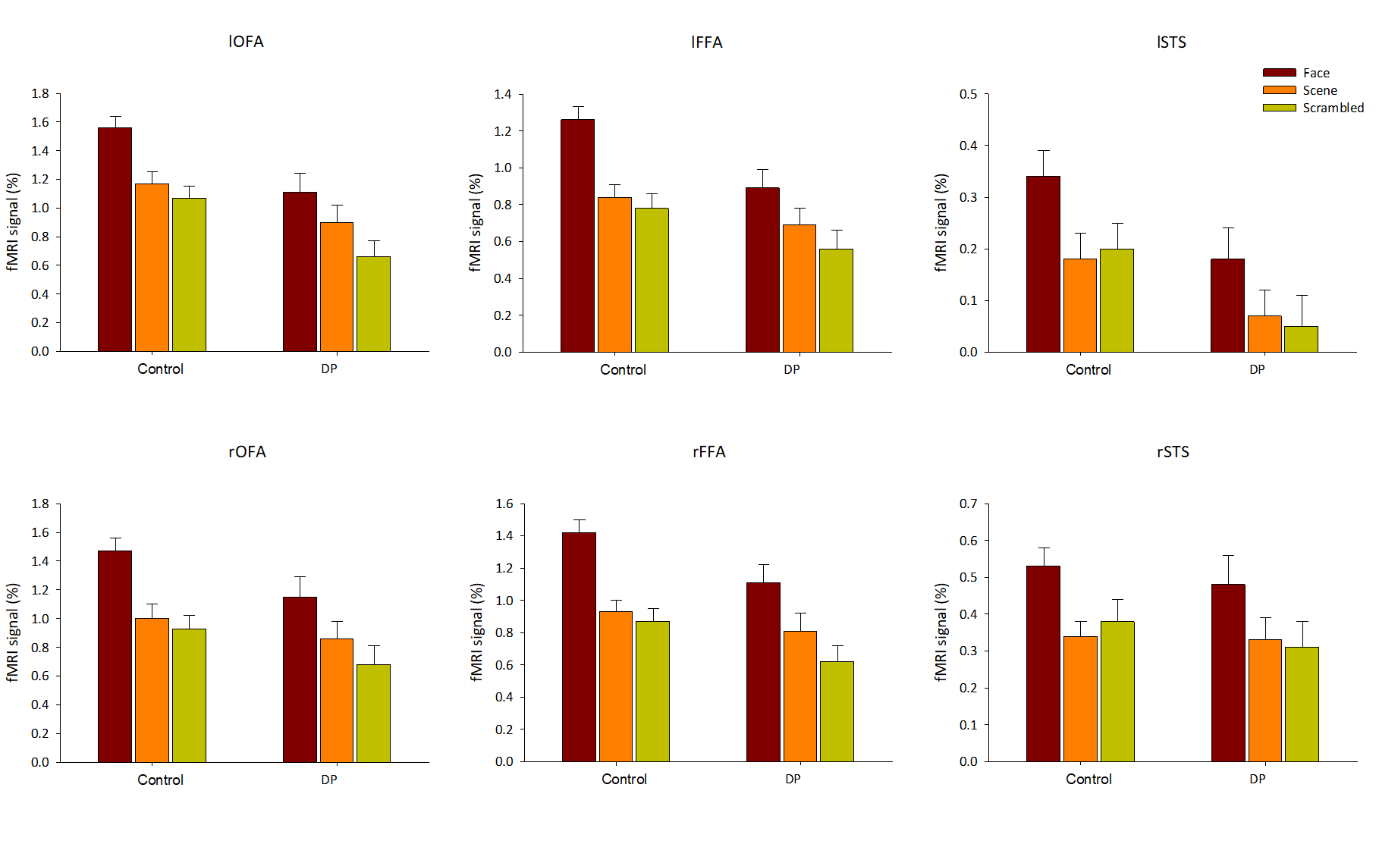 lOFA
fMRI signal (%)
1.8
1.6
1.4
1.2
1.0
0.8
0.6
0.4
0.2
0.0
Control
DP
lFFA
fMRI signal (%)
1.4
1.2
1.0
0.8
0.6
0.4
0.2
0.0
Control
DP
lSTS
Face
Scene
Scrambled
fMRI signal (%)
0.5
0.4
0.3
0.2
0.1
0.0
Control
DP
rOFA
fMRI signal (%)
1.8
1.6
1.4
1.2
1.0
0.8
0.6
0.4
0.2
0.0
Control
DP
rFFA
fMRI signal (%)
1.6
1.4
1.2
1.0
0.8
0.6
0.4
0.2
0.0
Control
DP
rSTS
fMRI signal (%)
0.7
0.6
0.5
0.4
0.3
0.2
0.1
0.0
Control
DP